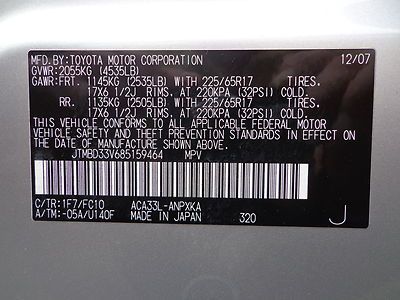 MFD.BY:TOYOTA MOTOR CORPORATION 12/07
GVWR:2055KG (4535LB)
GAWR:FRT. 1145KG (2535LB) WITH 225/65R17 TIRES.
17X6 1/2J RIMS. AT 220KPA (32PSI) COLD.
RR. 1135KG (2505LB) WITH 225/65R17 TIRES.
17X6 1/2J RIMS. AT 220KPA (32PSI) COLD.
THIS VEHICLE CONFORMS TO ALL APPLICABLE FEDERAL MOTOR
VEHICLE SAFETY AND THEFT PREVENTION STANDARDS IN EFFECT
ON THE DATE OF MANUFACTURE SHOWN ABOVE.
JTMBD33V685159464 MPV
C/TR:1F7/FC10 ACA33L-ANPXKA
A/TM:-05A/U140F MADE IN JAPAN 320 J